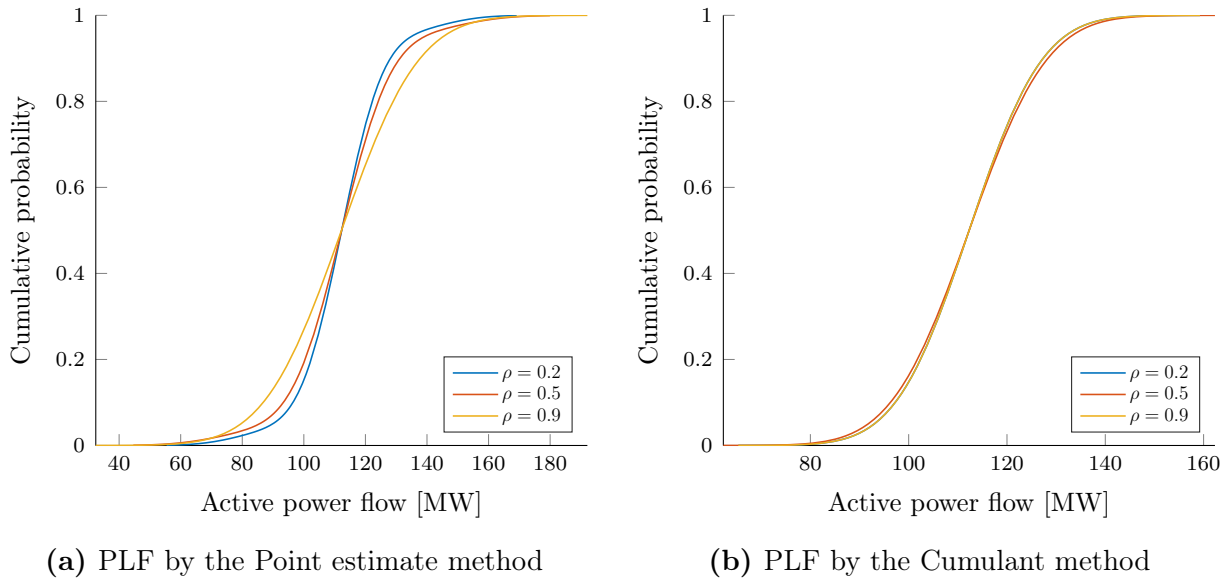 1
0.8
0.6
0.4
0.2
0
Cumulative probability
40 60 80 100 120 140 160 180
Active power flow [MW]
ρ = 0.2
ρ = 0.5
ρ = 0.9
(a) PLF by the Point estimate method
1
0.8
0.6
0.4
0.2
0
Cumulative probability
80 100 120 140 160
Active power flow [MW]
ρ = 0.2
ρ = 0.5
ρ = 0.9
(b) PLF by the Cumulant method